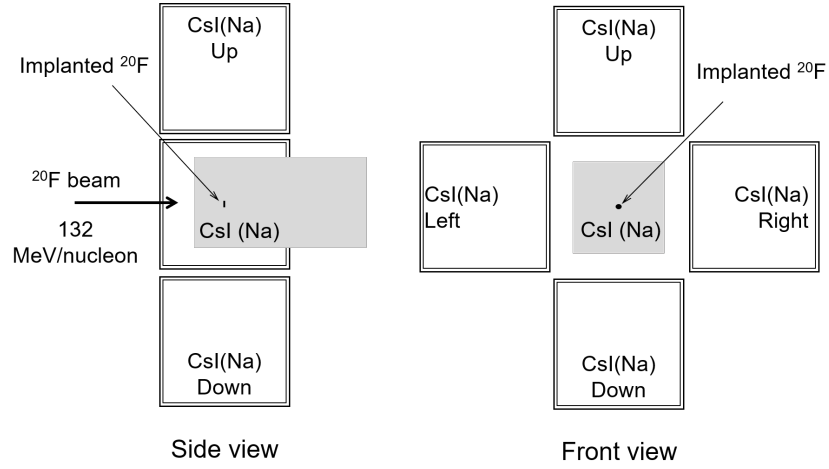 CsI(Na)
Up
Implanted ²⁰F
²⁰F beam
132
MeV/nucleon
CsI (Na)
CsI(Na)
Down
Side view
CsI(Na)
Up
Implanted ²⁰F
CsI(Na)
Left
CsI (Na)
CsI(Na)
Right
CsI(Na)
Down
Front view